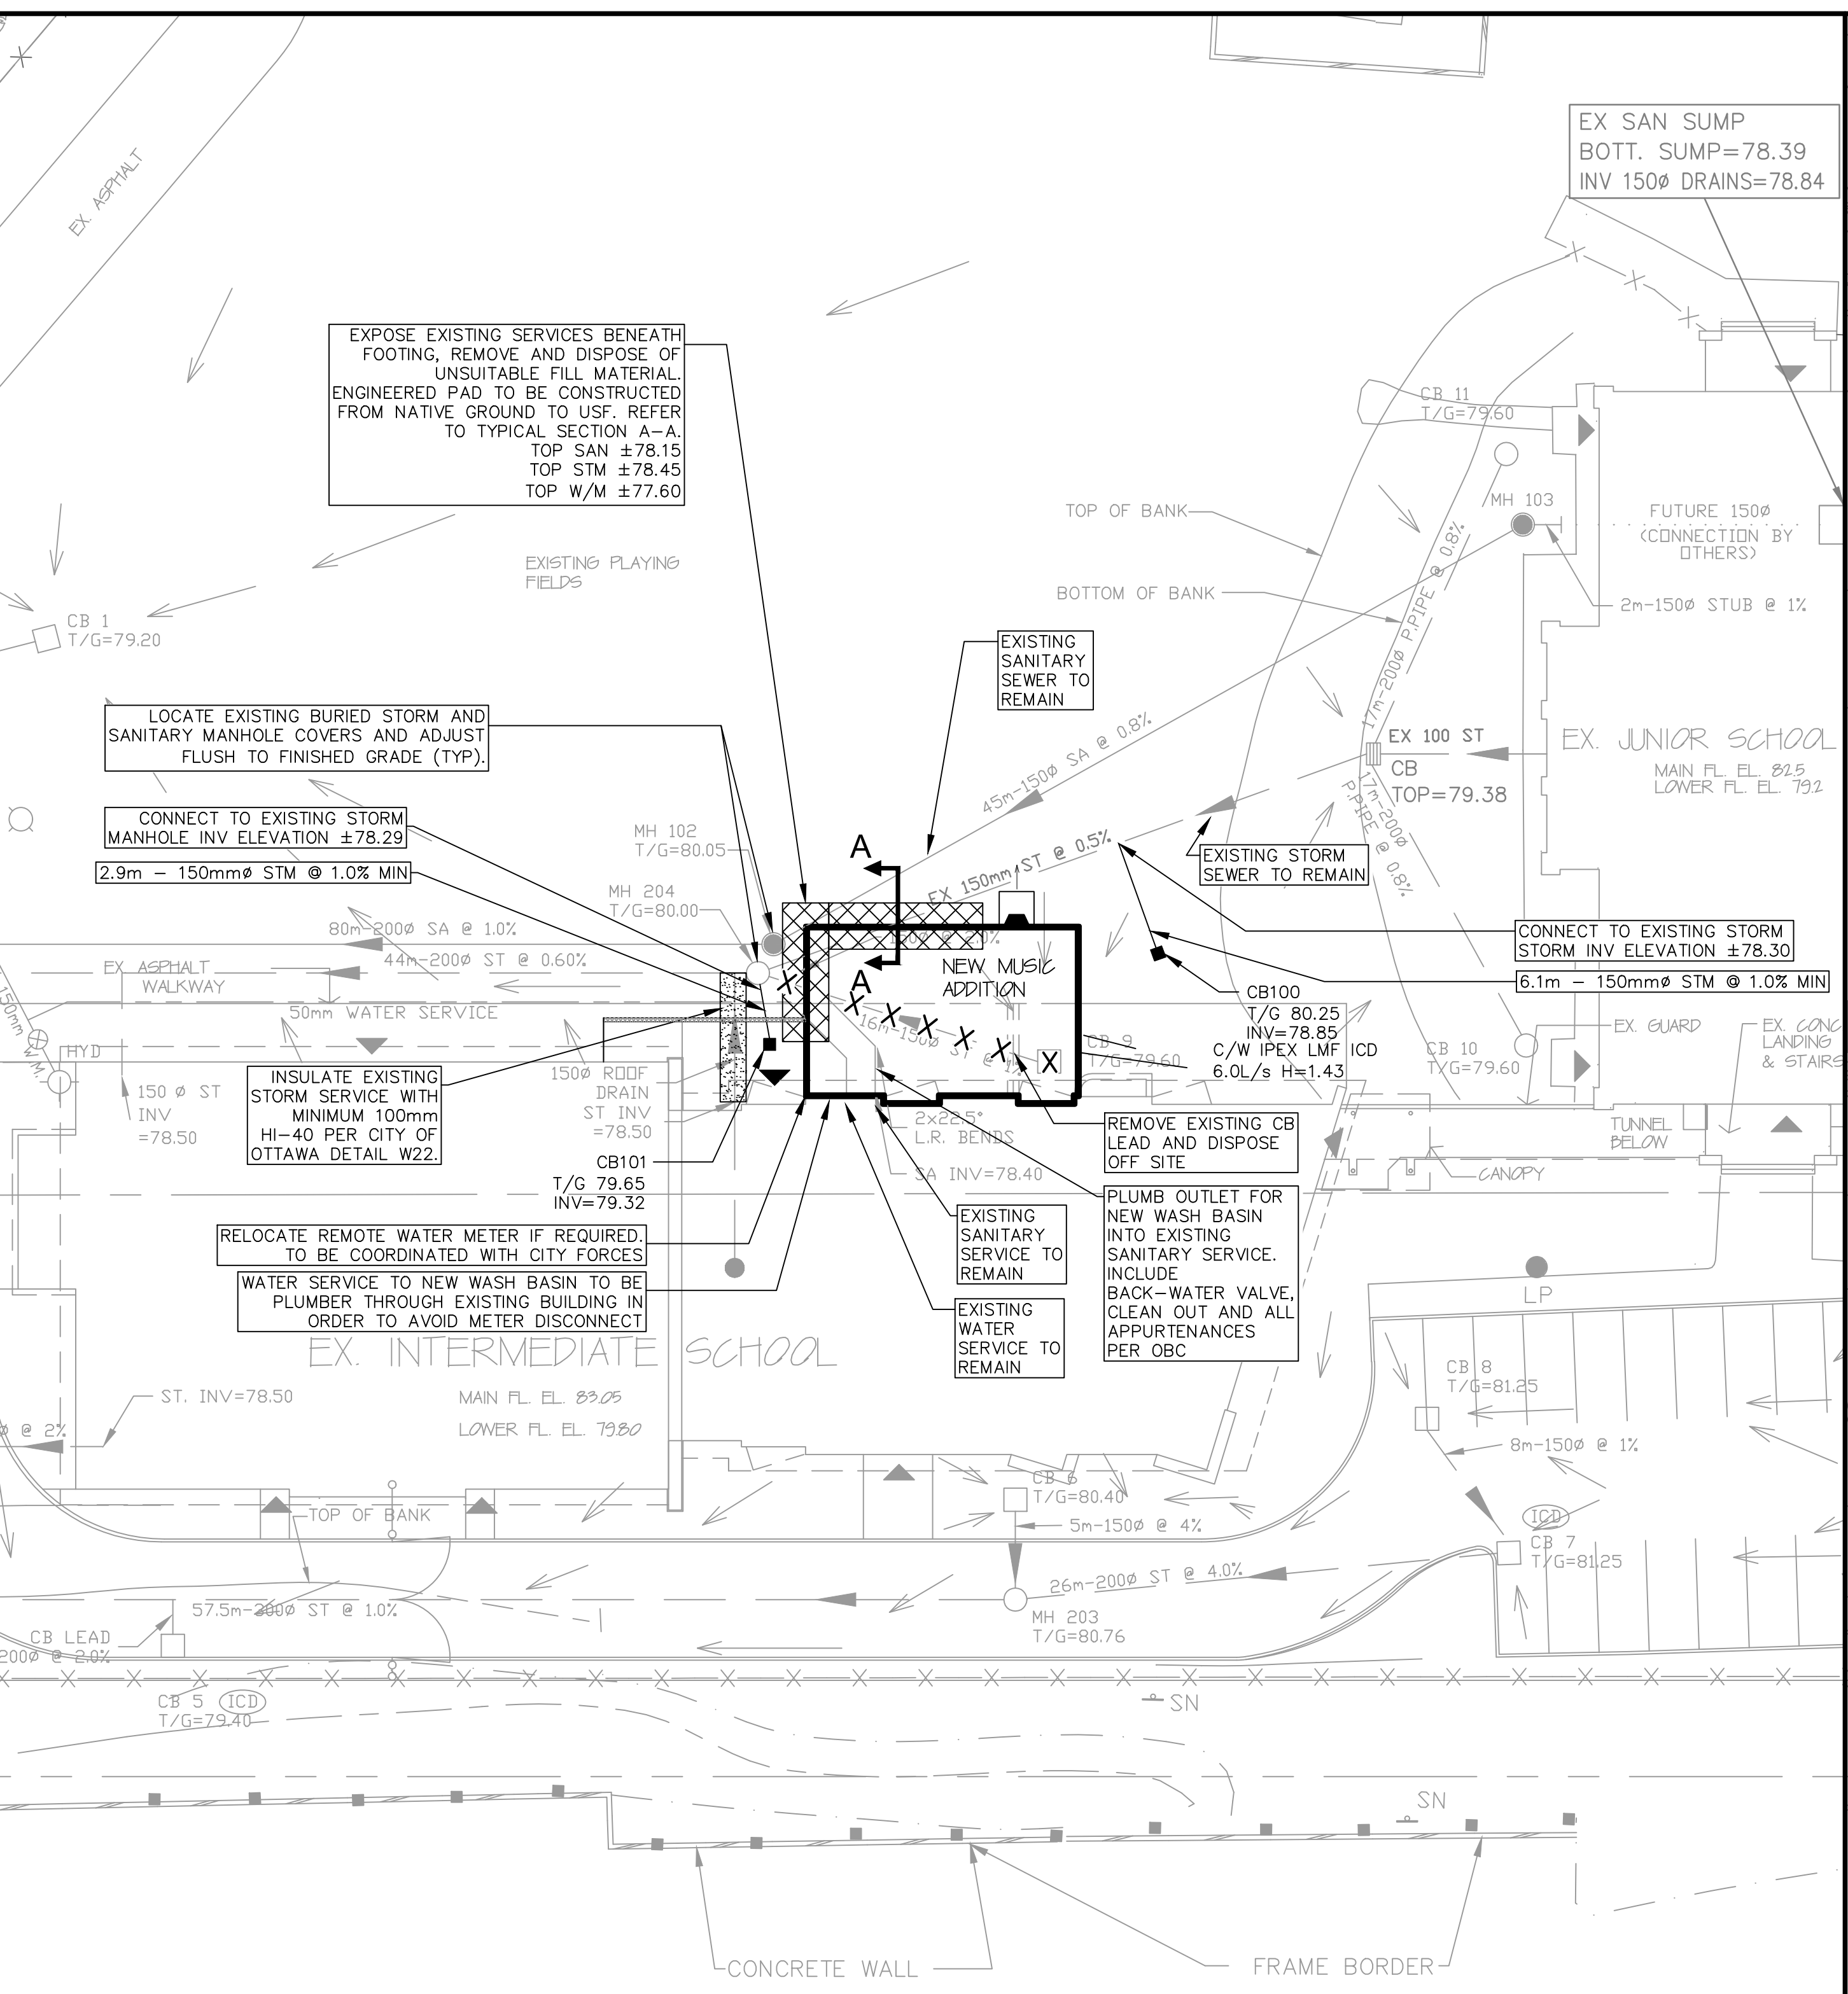 EX SAN SUMP
BOTT. SUMP=78.39
INV 150ø DRAINS=78.84
EX. ASPHALT
EXPOSE EXISTING SERVICES BENEATH
FOOTING, REMOVE AND DISPOSE OF
UNSUITABLE FILL MATERIAL.
ENGINEERED PAD TO BE CONSTRUCTED
FROM NATIVE GROUND TO USF. REFER
TO TYPICAL SECTION A-A.
TOP SAN ±78.15
TOP STM ±78.45
TOP W/M ±77.60
CB 11
T/G=79.60
MH 103
TOP OF BANK
FUTURE 150ø
(CONNECTION BY
OTHERS)
EXISTING PLAYING
FIELDS
BOTTOM OF BANK
2m-150ø STUB @ 1%
17m-200ø P.PIPE @ 0.8%
CB 1
T/G=79.20
EXISTING
SANITARY
SEWER TO
REMAIN
LOCATE EXISTING BURIED STORM AND
SANITARY MANHOLE COVERS AND ADJUST
FLUSH TO FINISHED GRADE (TYP).
45m-150ø SA @ 0.8%
EX 100 ST
CB
TOP=79.38
EX. JUNIOR SCHOOL
MAIN FL. EL. 82.5
LOWER FL. EL. 79.2
17m-200ø
P.PIPE @ 0.8%
CONNECT TO EXISTING STORM
MANHOLE INV ELEVATION ±78.29
MH 102
T/G=80.05
A
EX 150mm ST @ 0.5%
EXISTING STORM
SEWER TO REMAIN
2.9m - 150mmø STM @ 1.0% MIN
MH 204
T/G=80.00
80m-200ø SA @ 1.0%
150ø @ 2.0%
CONNECT TO EXISTING STORM
STORM INV ELEVATION ±78.30
44m-200ø ST @ 0.60%
EX ASPHALT
WALKWAY
A
NEW MUSIC
ADDITION
6.1m - 150mmø STM @ 1.0% MIN
50mm WATER SERVICE
150mm W/M.
HYD
16m-150ø ST @ 1%
CB100
T/G 80.25
INV=78.85
C/W IPEX LMF ICD
6.0L/s H=1.43
CB 9
T/G=79.60
CB 10
T/G=79.60
EX. GUARD
EX. CONC
LANDING
& STAIRS
150 ø ST
INV
=78.50
INSULATE EXISTING
STORM SERVICE WITH
MINIMUM 100mm
HI-40 PER CITY OF
OTTAWA DETAIL W22.
150ø ROOF
DRAIN
ST INV
=78.50
2x22.5°
L.R. BENDS
REMOVE EXISTING CB
LEAD AND DISPOSE
OFF SITE
TUNNEL
BELOW
CANOPY
SA INV=78.40
CB101
T/G 79.65
INV=79.32
PLUMB OUTLET FOR
NEW WASH BASIN
INTO EXISTING
SANITARY SERVICE.
INCLUDE
BACK-WATER VALVE,
CLEAN OUT AND ALL
APPURTENANCES
PER OBC
EXISTING
SANITARY
SERVICE TO
REMAIN
RELOCATE REMOTE WATER METER IF REQUIRED.
TO BE COORDINATED WITH CITY FORCES
WATER SERVICE TO NEW WASH BASIN TO BE
PLUMBER THROUGH EXISTING BUILDING IN
ORDER TO AVOID METER DISCONNECT
EXISTING
WATER
SERVICE TO
REMAIN
LP
EX. INTERMEDIATE SCHOOL
MAIN FL. EL. 83.05
LOWER FL. EL. 79.80
ST. INV=78.50
ø @ 2%
CB 8
T/G=81.25
8m-150ø @ 1%
CB 6
T/G=80.40
5m-150ø @ 4%
TOP OF BANK
ICD
CB 7
T/G=81.25
26m-200ø ST @ 4.0%
57.5m-200ø ST @ 1.0%
MH 203
T/G=80.76
CB LEAD
200ø @ 2.0%
CB 5 ICD
T/G=79.40
SN
SN
CONCRETE WALL
FRAME BORDER